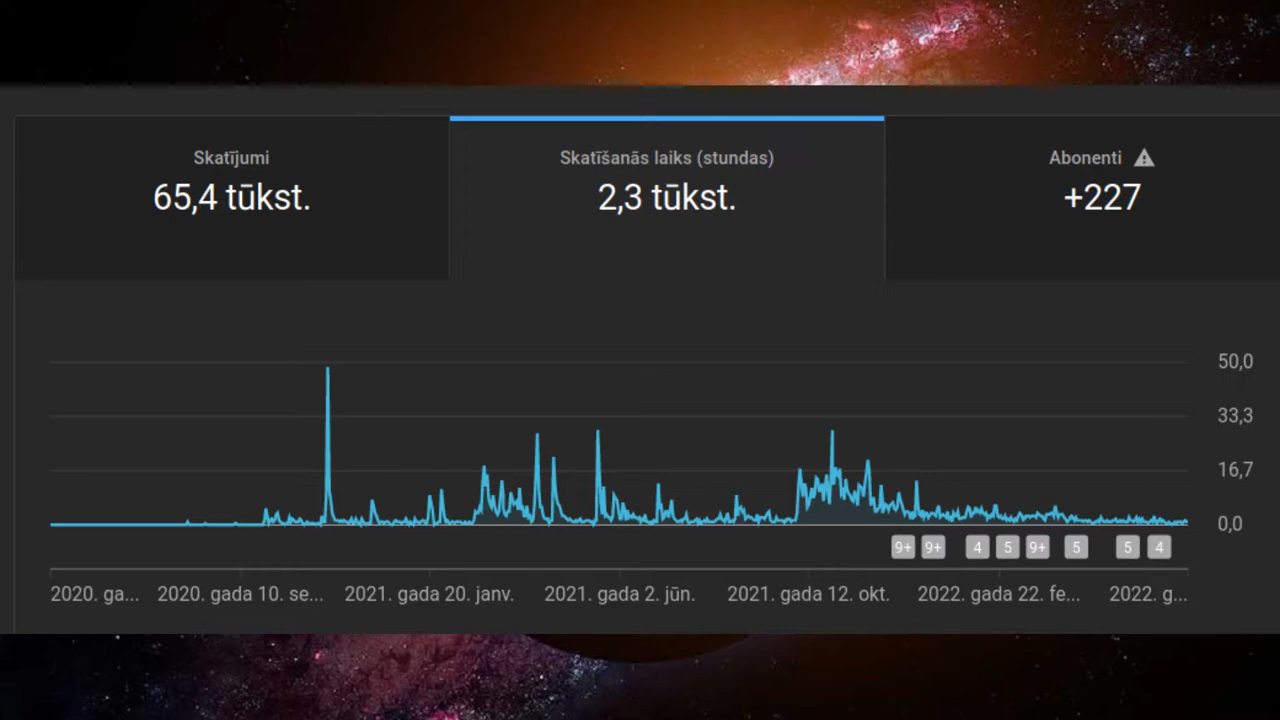 Skatījumi
65,4 tūkst.
Skatīšanās laiks (stundas)
2,3 tūkst.
Abonenti
+227
50,0
33,3
16,7
0,0
9+ 9+ 4 5 9+ 5 5 4
2020. ga... 2020. gada 10. se... 2021. gada 20. janv. 2021. gada 2. jūn. 2021. gada 12. okt. 2022. gada 22. fe... 2022. g...